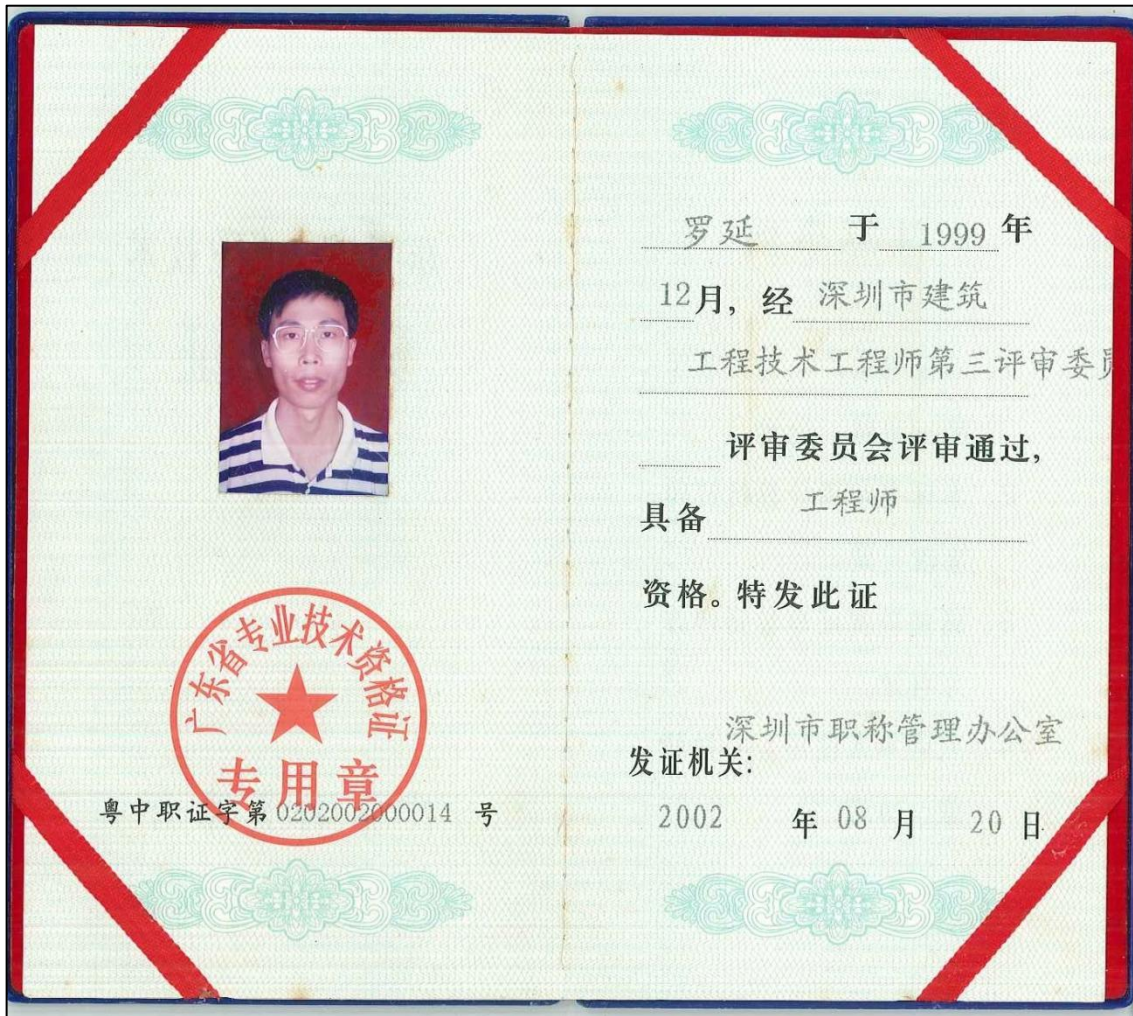 广东省专业技术资格证
专用章
粤中职证字第 0202002000014 号
罗延 于 1999 年
12月，经 深圳市建筑
工程技术工程师第三评审委员
评审委员会评审通过，
具备 工程师
资格。特发此证
深圳市职称管理办公室
发证机关：
2002 年 08 月 20 日